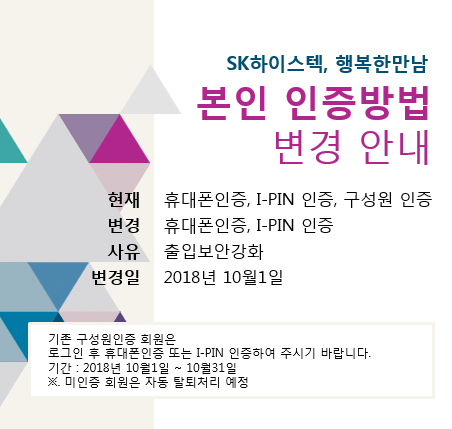 SK하이스텍, 행복한만남
본인 인증방법
변경 안내
현재 휴대폰인증, I-PIN 인증, 구성원 인증
변경 휴대폰인증, I-PIN 인증
사유 출입보안강화
변경일 2018년 10월1일
기존 구성원인증 회원은
로그인 후 휴대폰인증 또는 I-PIN 인증하여 주시기 바랍니다.
기간 : 2018년 10월1일 ~ 10월31일
※. 미인증 회원은 자동 탈퇴처리 예정